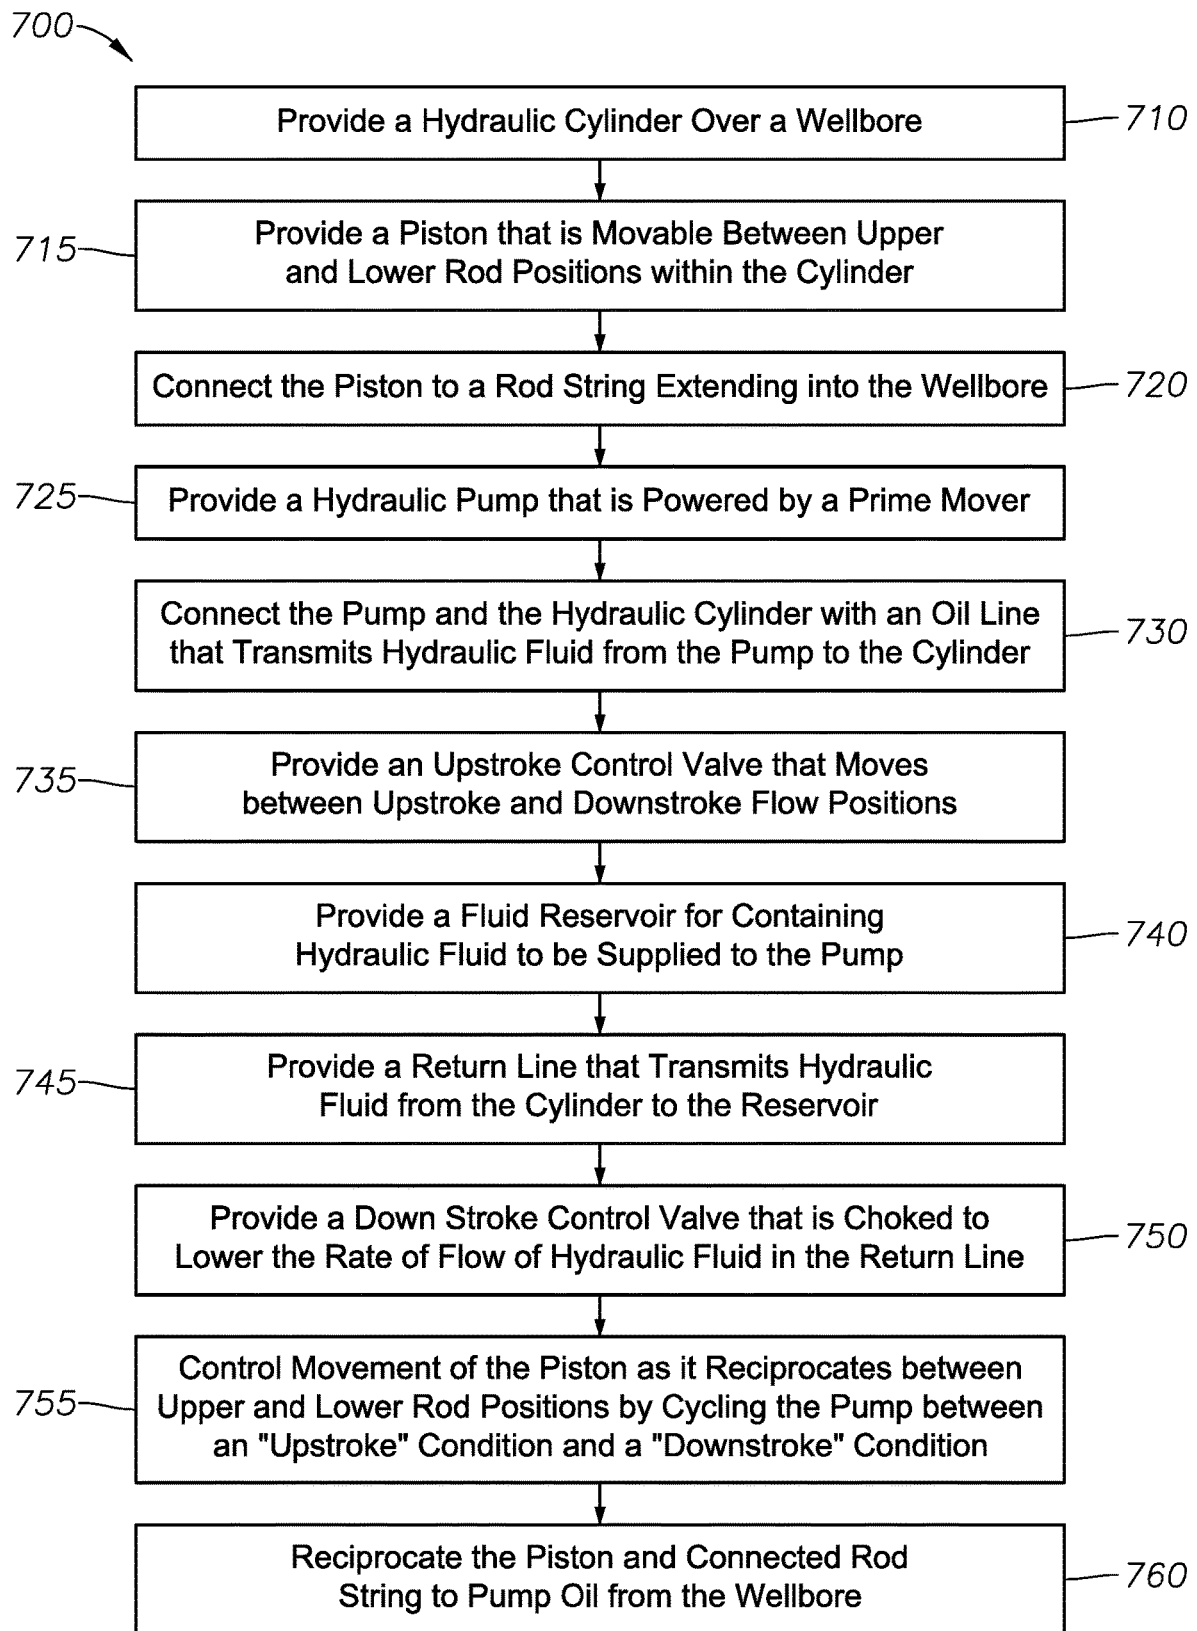 700
Provide a Hydraulic Cylinder Over a Wellbore
710
715
Provide a Piston that is Movable Between Upper
and Lower Rod Positions within the Cylinder
Connect the Piston to a Rod String Extending into the Wellbore
720
725
Provide a Hydraulic Pump that is Powered by a Prime Mover
Connect the Pump and the Hydraulic Cylinder with an Oil Line
that Transmits Hydraulic Fluid from the Pump to the Cylinder
730
735
Provide an Upstroke Control Valve that Moves
between Upstroke and Downstroke Flow Positions
Provide a Fluid Reservoir for Containing
Hydraulic Fluid to be Supplied to the Pump
740
745
Provide a Return Line that Transmits Hydraulic
Fluid from the Cylinder to the Reservoir
Provide a Down Stroke Control Valve that is Choked to
Lower the Rate of Flow of Hydraulic Fluid in the Return Line
750
755
Control Movement of the Piston as it Reciprocates between
Upper and Lower Rod Positions by Cycling the Pump between
an "Upstroke" Condition and a "Downstroke" Condition
Reciprocate the Piston and Connected Rod
String to Pump Oil from the Wellbore
760